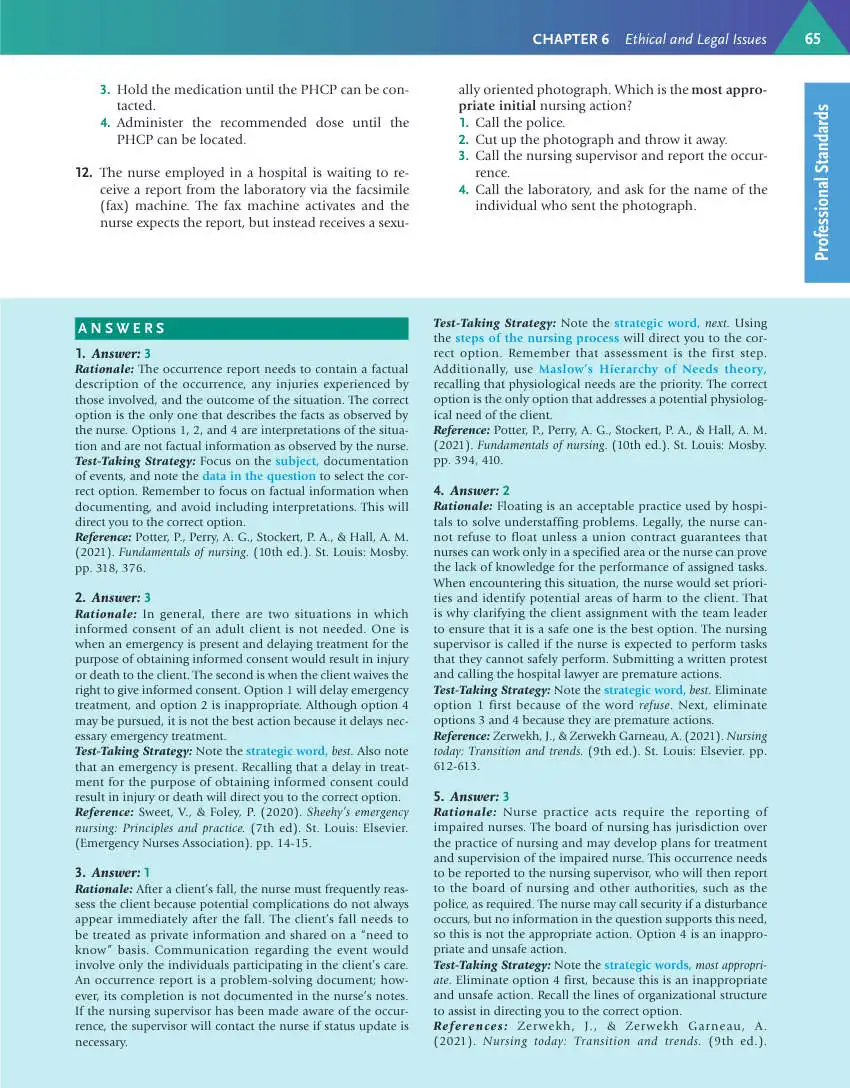 CHAPTER 6 Ethical and Legal Issues 65
3. Hold the medication until the PHCP can be con-
tacted.
4. Administer the recommended dose until the
PHCP can be located.
12. The nurse employed in a hospital is waiting to re-
ceive a report from the laboratory via the facsimile
(fax) machine. The fax machine activates and the
nurse expects the report, but instead receives a sexu-
ally oriented photograph. Which is the most appro-
priate initial nursing action?
1. Call the police.
2. Cut up the photograph and throw it away.
3. Call the nursing supervisor and report the occur-
rence.
4. Call the laboratory, and ask for the name of the
individual who sent the photograph.
Professional Standards
ANSWERS
1. Answer: 3
Rationale: The occurrence report needs to contain a factual
description of the occurrence, any injuries experienced by
those involved, and the outcome of the situation. The correct
option is the only one that describes the facts as observed by
the nurse. Options 1, 2, and 4 are interpretations of the situa-
tion and are not factual information as observed by the nurse.
Test-Taking Strategy: Focus on the subject, documentation
of events, and note the data in the question to select the cor-
rect option. Remember to focus on factual information when
documenting, and avoid including interpretations. This will
direct you to the correct option.
Reference: Potter, P., Perry, A. G., Stockert, P. A., & Hall, A. M.
(2021). Fundamentals of nursing. (10th ed.). St. Louis: Mosby.
pp. 318, 376.
2. Answer: 3
Rationale: In general, there are two situations in which
informed consent of an adult client is not needed. One is
when an emergency is present and delaying treatment for the
purpose of obtaining informed consent would result in injury
or death to the client. The second is when the client waives the
right to give informed consent. Option 1 will delay emergency
treatment, and option 2 is inappropriate. Although option 4
may be pursued, it is not the best action because it delays nec-
essary emergency treatment.
Test-Taking Strategy: Note the strategic word, best. Also note
that an emergency is present. Recalling that a delay in treat-
ment for the purpose of obtaining informed consent could
result in injury or death will direct you to the correct option.
Reference: Sweet, V., & Foley, P. (2020). Sheehy's emergency
nursing: Principles and practice. (7th ed). St. Louis: Elsevier.
(Emergency Nurses Association). pp. 14-15.
3. Answer: 1
Rationale: After a client's fall, the nurse must frequently reas-
sess the client because potential complications do not always
appear immediately after the fall. The client's fall needs to
be treated as private information and shared on a "need to
know" basis. Communication regarding the event would
involve only the individuals participating in the client's care.
An occurrence report is a problem-solving document; how-
ever, its completion is not documented in the nurse's notes.
If the nursing supervisor has been made aware of the occur-
rence, the supervisor will contact the nurse if status update is
necessary.
Test-Taking Strategy: Note the strategic word, next. Using
the steps of the nursing process will direct you to the cor-
rect option. Remember that assessment is the first step.
Additionally, use Maslow's Hierarchy of Needs theory,
recalling that physiological needs are the priority. The correct
option is the only option that addresses a potential physiolog-
ical need of the client.
Reference: Potter, P., Perry, A. G., Stockert, P. A., & Hall, A. M.
(2021). Fundamentals of nursing. (10th ed.). St. Louis: Mosby.
pp. 394, 410.
4. Answer: 2
Rationale: Floating is an acceptable practice used by hospi-
tals to solve understaffing problems. Legally, the nurse can-
not refuse to float unless a union contract guarantees that
nurses can work only in a specified area or the nurse can prove
the lack of knowledge for the performance of assigned tasks.
When encountering this situation, the nurse would set priori-
ties and identify potential areas of harm to the client. That
is why clarifying the client assignment with the team leader
to ensure that it is a safe one is the best option. The nursing
supervisor is called if the nurse is expected to perform tasks
that they cannot safely perform. Submitting a written protest
and calling the hospital lawyer are premature actions.
Test-Taking Strategy: Note the strategic word, best. Eliminate
option 1 first because of the word refuse. Next, eliminate
options 3 and 4 because they are premature actions.
Reference: Zerwekh, J., & Zerwekh Garneau, A. (2021). Nursing
today: Transition and trends. (9th ed.). St. Louis: Elsevier. pp.
612-613.
5. Answer: 3
Rationale: Nurse practice acts require the reporting of
impaired nurses. The board of nursing has jurisdiction over
the practice of nursing and may develop plans for treatment
and supervision of the impaired nurse. This occurrence needs
to be reported to the nursing supervisor, who will then report
to the board of nursing and other authorities, such as the
police, as required. The nurse may call security if a disturbance
occurs, but no information in the question supports this need,
so this is not the appropriate action. Option 4 is an inappro-
priate and unsafe action.
Test-Taking Strategy: Note the strategic words, most appropri-
ate. Eliminate option 4 first, because this is an inappropriate
and unsafe action. Recall the lines of organizational structure
to assist in directing you to the correct option.
References: Zerwekh, J., & Zerwekh Garneau, A.
(2021). Nursing today: Transition and trends. (9th ed.).